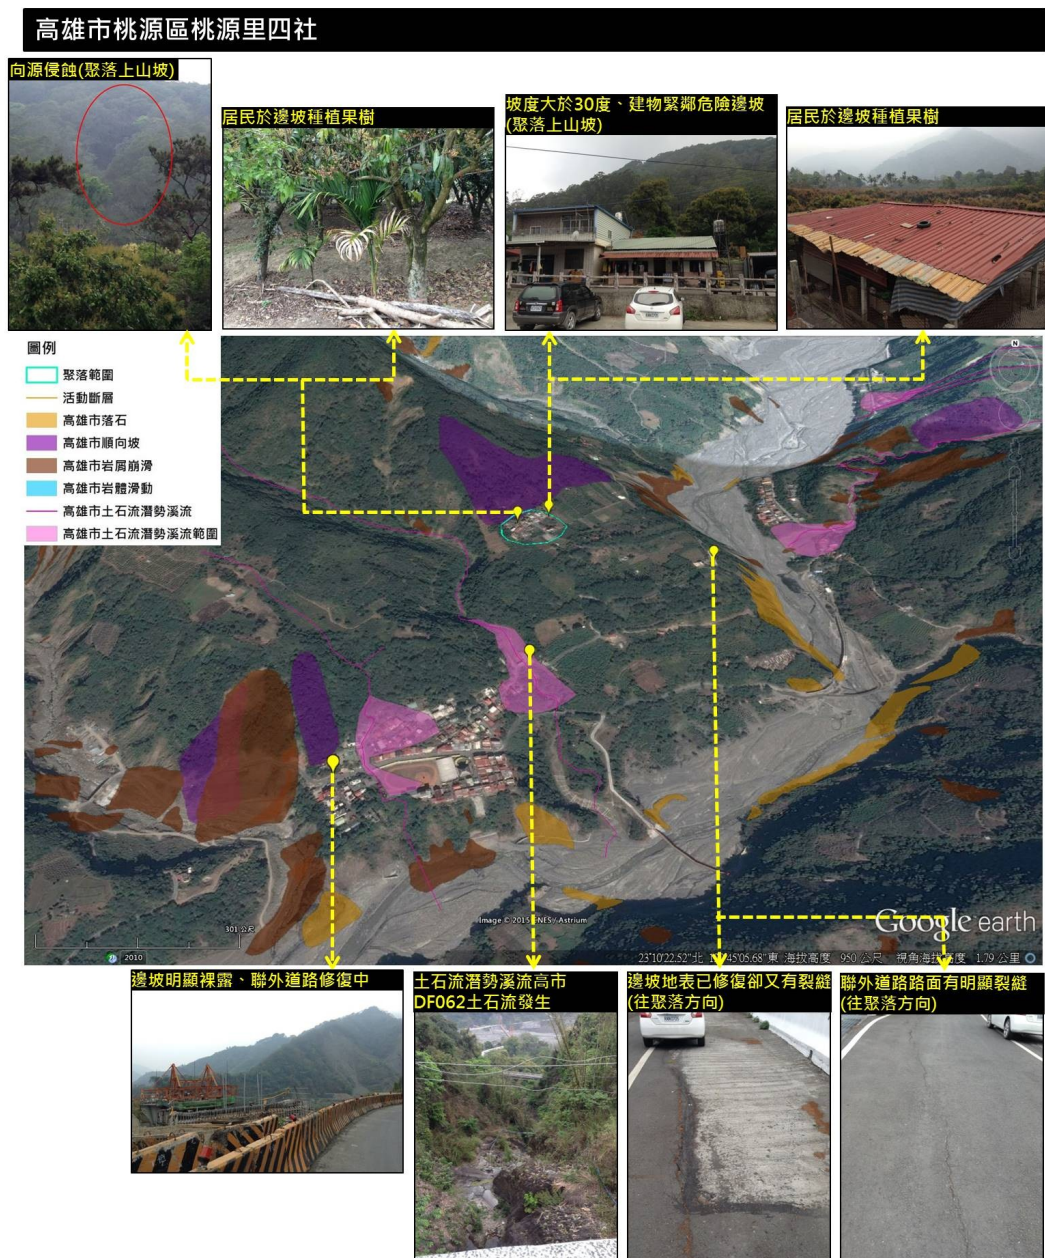 高雄市桃源區桃源里四社
向源侵蝕(聚落上山坡)
居民於邊坡種植果樹
坡度大於30度、建物緊鄰危險邊坡
(聚落上山坡)
居民於邊坡種植果樹
圖例
聚落範圍
活動斷層
高雄市落石
高雄市順向坡
高雄市岩屑崩滑
高雄市岩體滑動
高雄市土石流潛勢溪流
高雄市土石流潛勢溪流範圍
N
301 公尺
2010
Google earth
視角海拔高度 1.79 公里
海拔高度 950 公尺
邊坡明顯裸露、聯外道路修復中
土石流潛勢溪流高市
DF062土石流發生
邊坡地表已修復卻又有裂縫
(往聚落方向)
聯外道路路面有明顯裂縫
(往聚落方向)